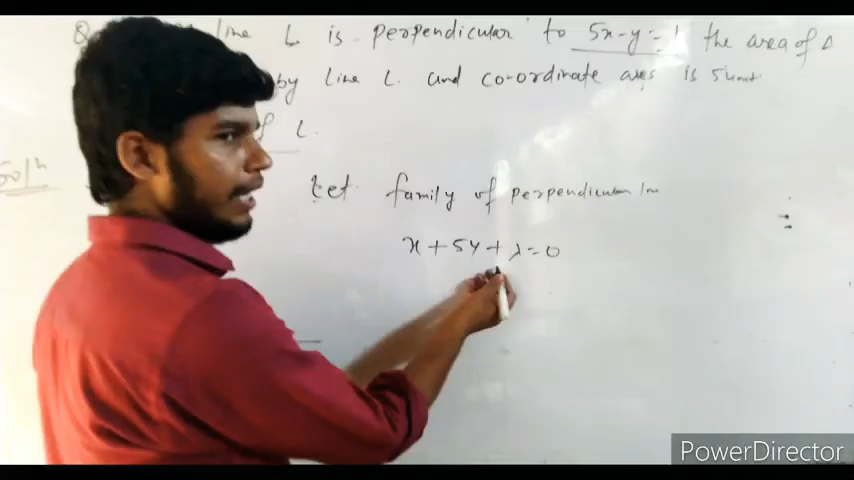 line L is perpendicular to 5x-y=1 the area of Δ
by line L. and co-ordinate axes is 5unit
of L.
Soln
Let family of perpendicular line
x+5y+λ=0
PowerDirector